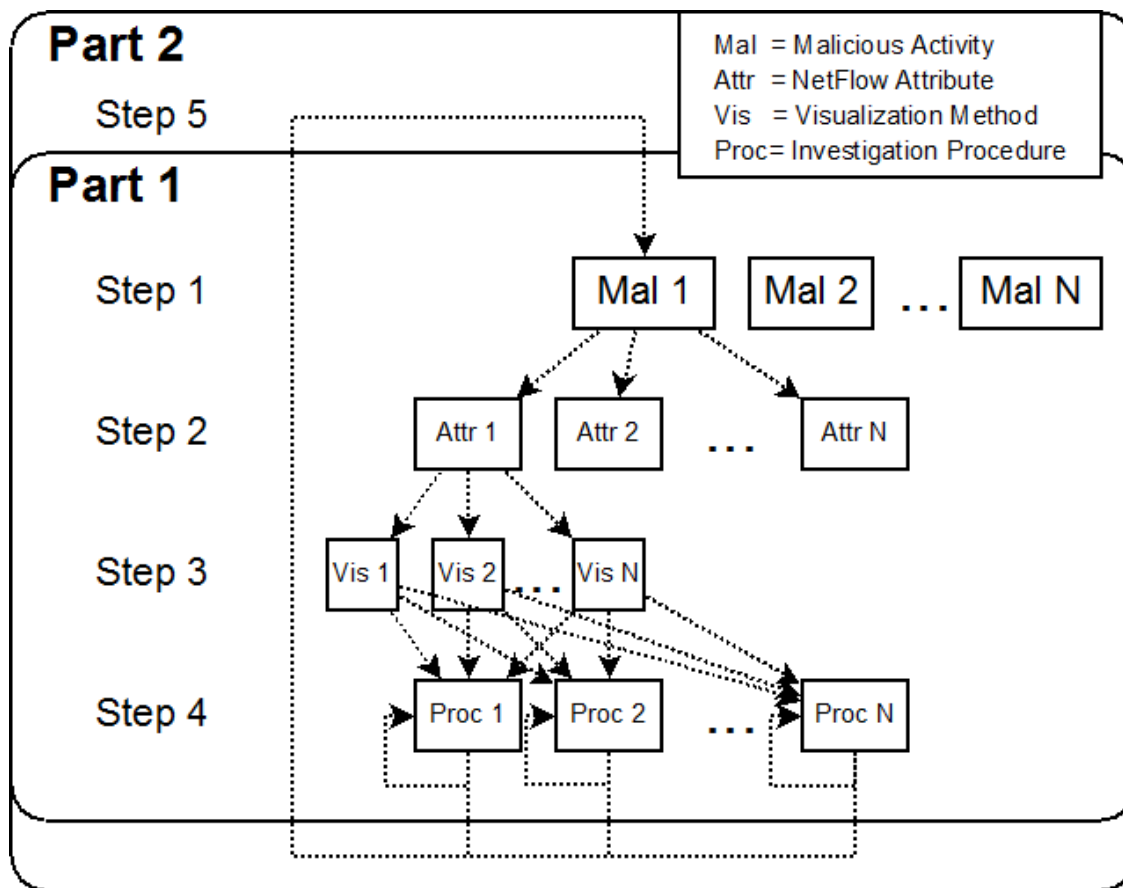 Part 2
Mal = Malicious Activity
Attr = NetFlow Attribute
Vis = Visualization Method
Proc= Investigation Procedure
Step 5
Part 1
Step 1
Mal 1
Mal 2
...
Mal N
Step 2
Attr 1
Attr 2
...
Attr N
Step 3
Vis 1
Vis 2
...
Vis N
Step 4
Proc 1
Proc 2
...
Proc N